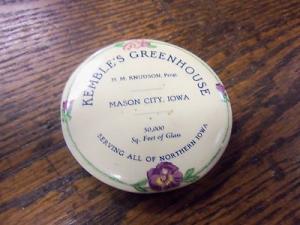 KEMBLE'S GREENHOUSE
H. M. KNUDSON, Prop.
MASON CITY, IOWA
50,000
Sq. Feet of Glass
SERVING ALL OF NORTHERN IOWA